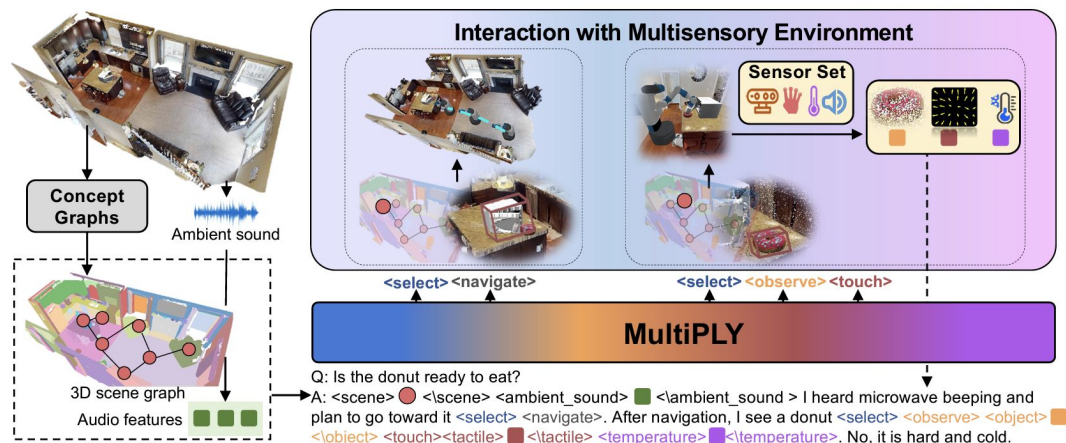 Interaction with Multisensory Environment
Sensor Set
Concept
Graphs
Ambient sound
<select> <navigate>
<select> <observe> <touch>
MultiPLY
3D scene graph
Audio features
Q: Is the donut ready to eat?
A: <scene> <\scene> <ambient_sound> <\ambient_sound > I heard microwave beeping and
plan to go toward it <select> <navigate>. After navigation, I see a donut <select> <observe> <object>
<\object> <touch><tactile> <\tactile> <temperature> <\temperature>. No, it is hard and cold.